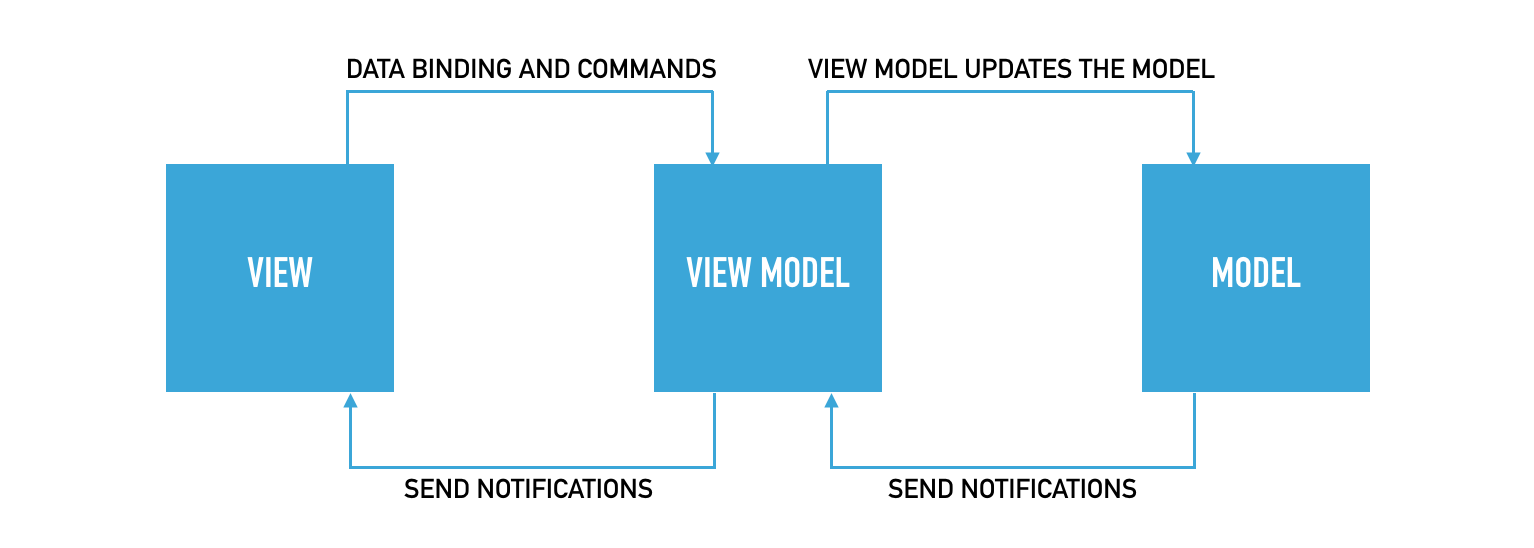 DATA BINDING AND COMMANDS
VIEW MODEL UPDATES THE MODEL
VIEW
VIEW MODEL
MODEL
SEND NOTIFICATIONS
SEND NOTIFICATIONS